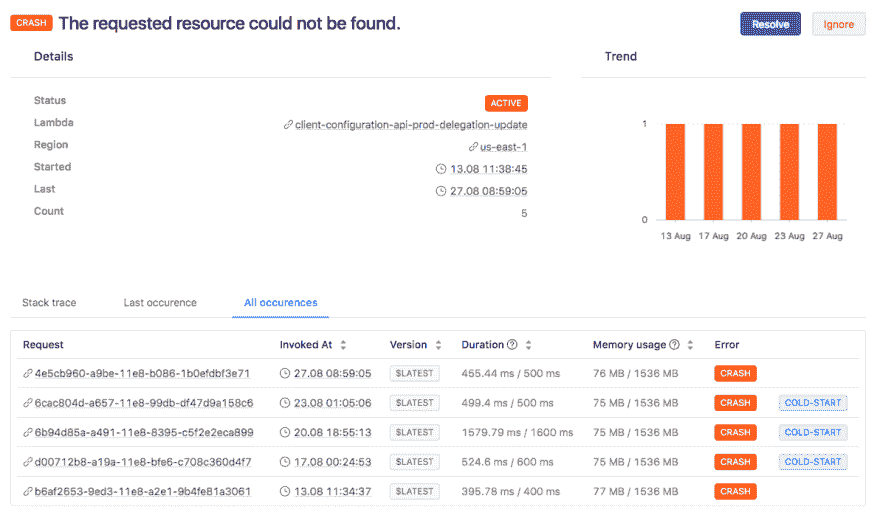 CRASH The requested resource could not be found. Resolve Ignore
Details
Status ACTIVE
Lambda client-configuration-api-prod-delegation-update
Region us-east-1
Started 13.08 11:38:45
Last 27.08 08:59:05
Count 5
Trend
1
0
13 Aug 17 Aug 20 Aug 23 Aug 27 Aug
Stack trace Last occurence All occurences
Request Invoked At Version Duration Memory usage Error
4e5cb960-a9be-11e8-b086-1b0efdbf3e71 27.08 08:59:05 $LATEST 455.44 ms / 500 ms 76 MB / 1536 MB CRASH
6cac804d-a657-11e8-99db-df47d9a158c6 23.08 01:05:06 $LATEST 499.4 ms / 500 ms 75 MB / 1536 MB CRASH COLD-START
6b94d85a-a491-11e8-8395-c5f2e2eca899 20.08 18:55:13 $LATEST 1579.79 ms / 1600 ms 75 MB / 1536 MB CRASH COLD-START
d00712b8-a19a-11e8-bfe6-c708c360d4f7 17.08 00:24:53 $LATEST 524.6 ms / 600 ms 75 MB / 1536 MB CRASH COLD-START
b6af2653-9ed3-11e8-a2e1-9b4fe81a3061 13.08 11:34:37 $LATEST 395.78 ms / 400 ms 77 MB / 1536 MB CRASH